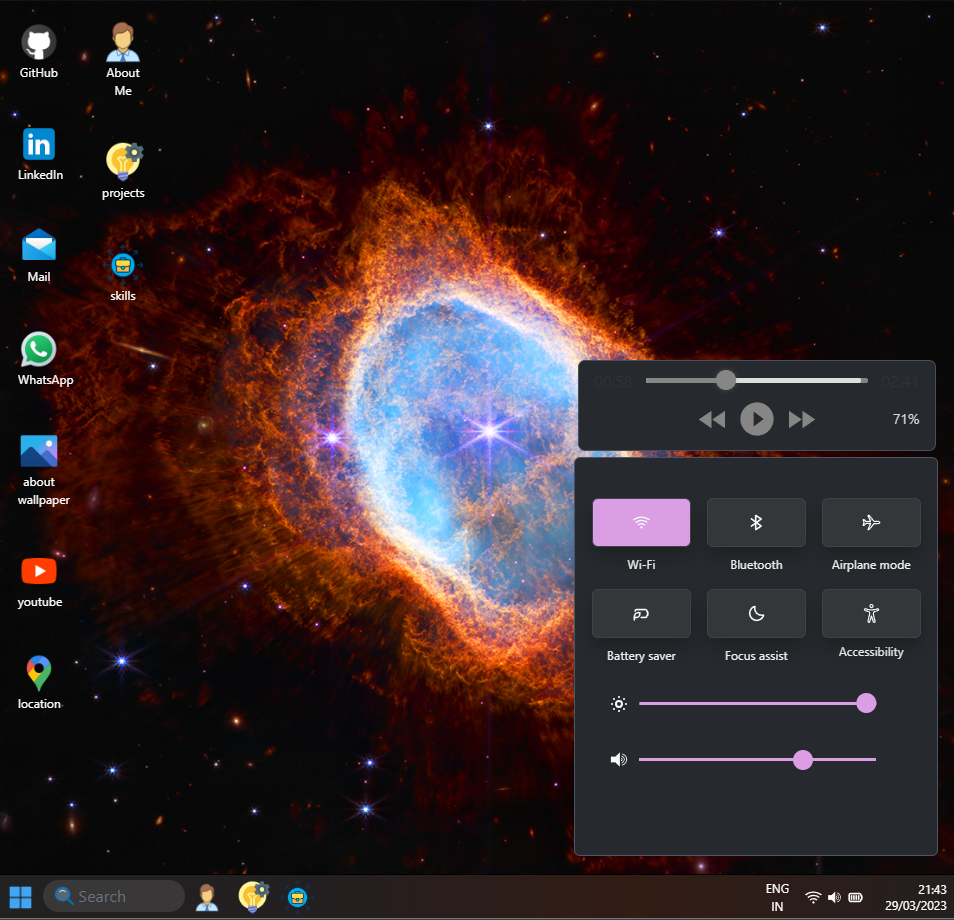 GitHub
About
Me
LinkedIn
projects
Mail
skills
WhatsApp
about
wallpaper
youtube
location
00:58
02:41
71%
Wi-Fi
Bluetooth
Airplane mode
Battery saver
Focus assist
Accessibility
Search
ENG
IN
21:43
29/03/2023